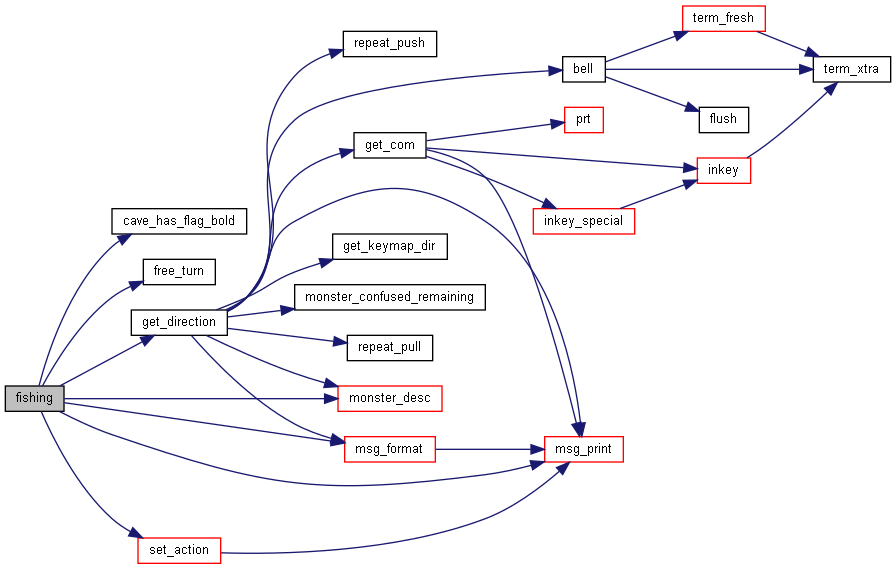 term_fresh
repeat_push
bell
term_xtra
prt
flush
get_com
inkey
cave_has_flag_bold
inkey_special
get_keymap_dir
free_turn
monster_confused_remaining
get_direction
repeat_pull
fishing
monster_desc
msg_format
msg_print
set_action